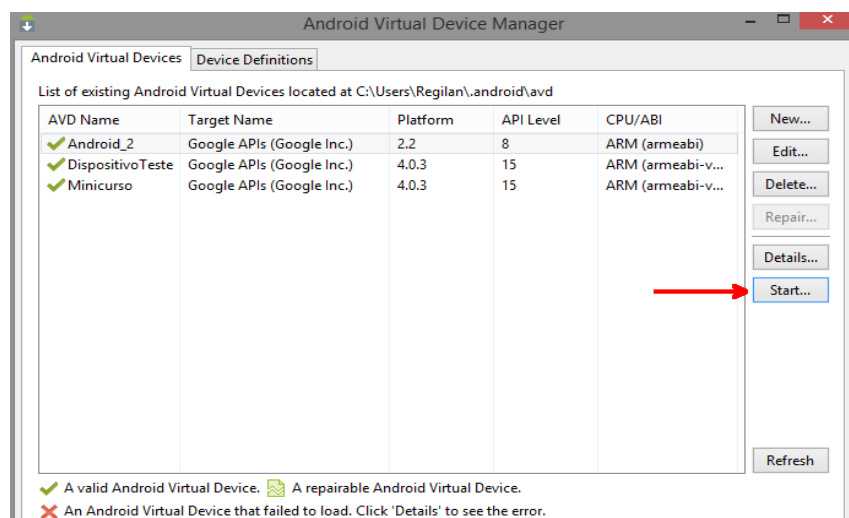 Android Virtual Device Manager
Android Virtual Devices Device Definitions
List of existing Android Virtual Devices located at C:\Users\Regilan\.android\avd
AVD Name Target Name Platform API Level CPU/ABI New...
Android_2 Google APIs (Google Inc.) 2.2 8 ARM (armeabi) Edit...
DispositivoTeste Google APIs (Google Inc.) 4.0.3 15 ARM (armeabi-v...
Minicurso Google APIs (Google Inc.) 4.0.3 15 ARM (armeabi-v... Delete...
Repair...
Details...
Start...
Refresh
A valid Android Virtual Device. A repairable Android Virtual Device.
An Android Virtual Device that failed to load. Click 'Details' to see the error.